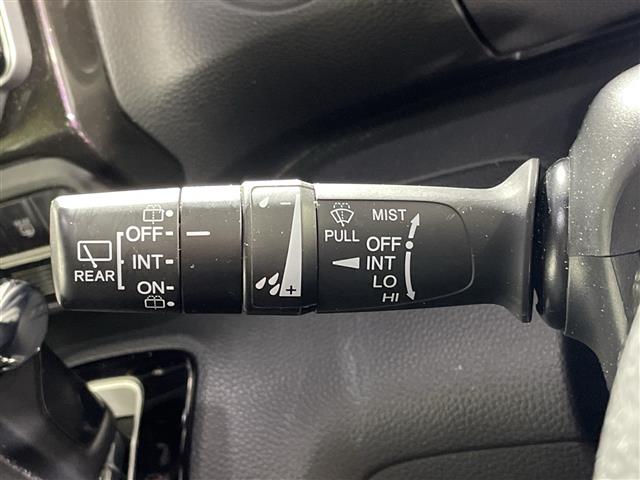 OFF
INT
ON
REAR
−
+
PULL
MIST
OFF
INT
LO
HI